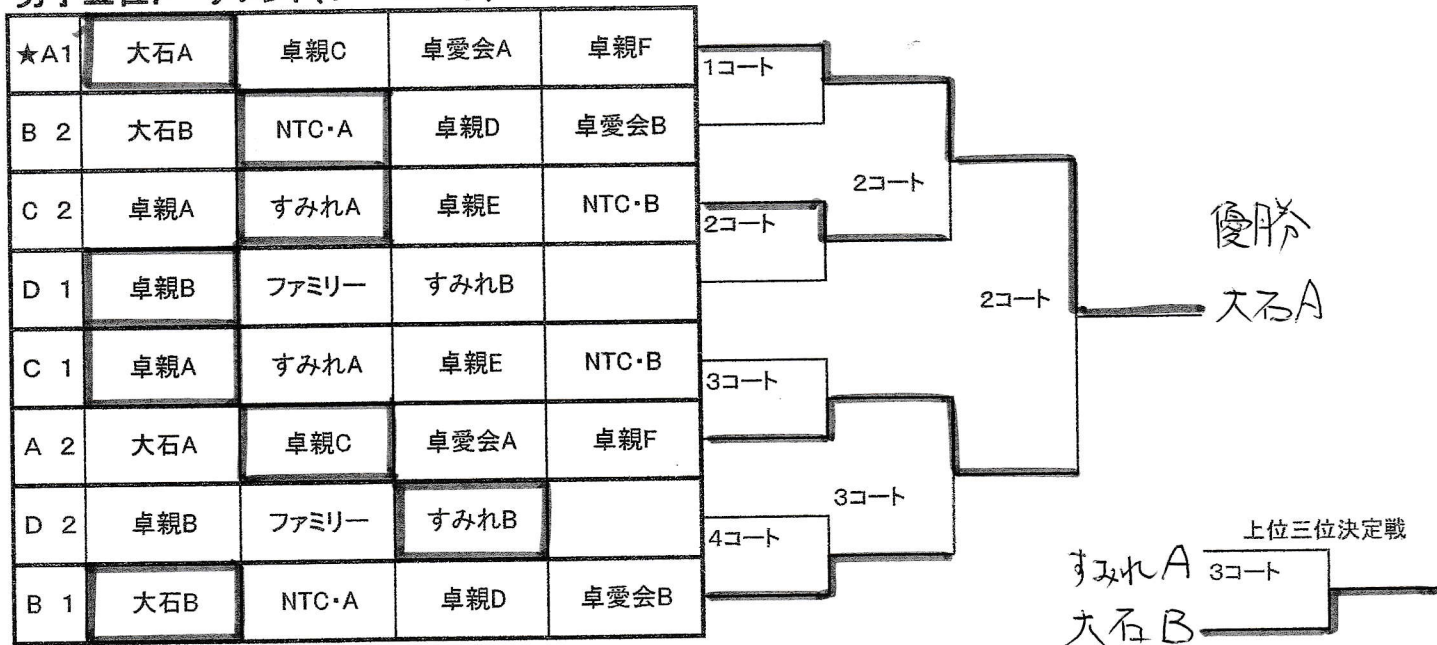 ★A1 大石A 卓親C 卓愛会A 卓親F
1コート
B 2 大石B NTC・A 卓親D 卓愛会B
2コート
C 2 卓親A すみれA 卓親E NTC・B
2コート
優勝
D 1 卓親B ファミリー すみれB
2コート
大石A
C 1 卓親A すみれA 卓親E NTC・B
3コート
A 2 大石A 卓親C 卓愛会A 卓親F
3コート
D 2 卓親B ファミリー すみれB
4コート
上位三位決定戦
すみれA 3コート
B 1 大石B NTC・A 卓親D 卓愛会B
大石B